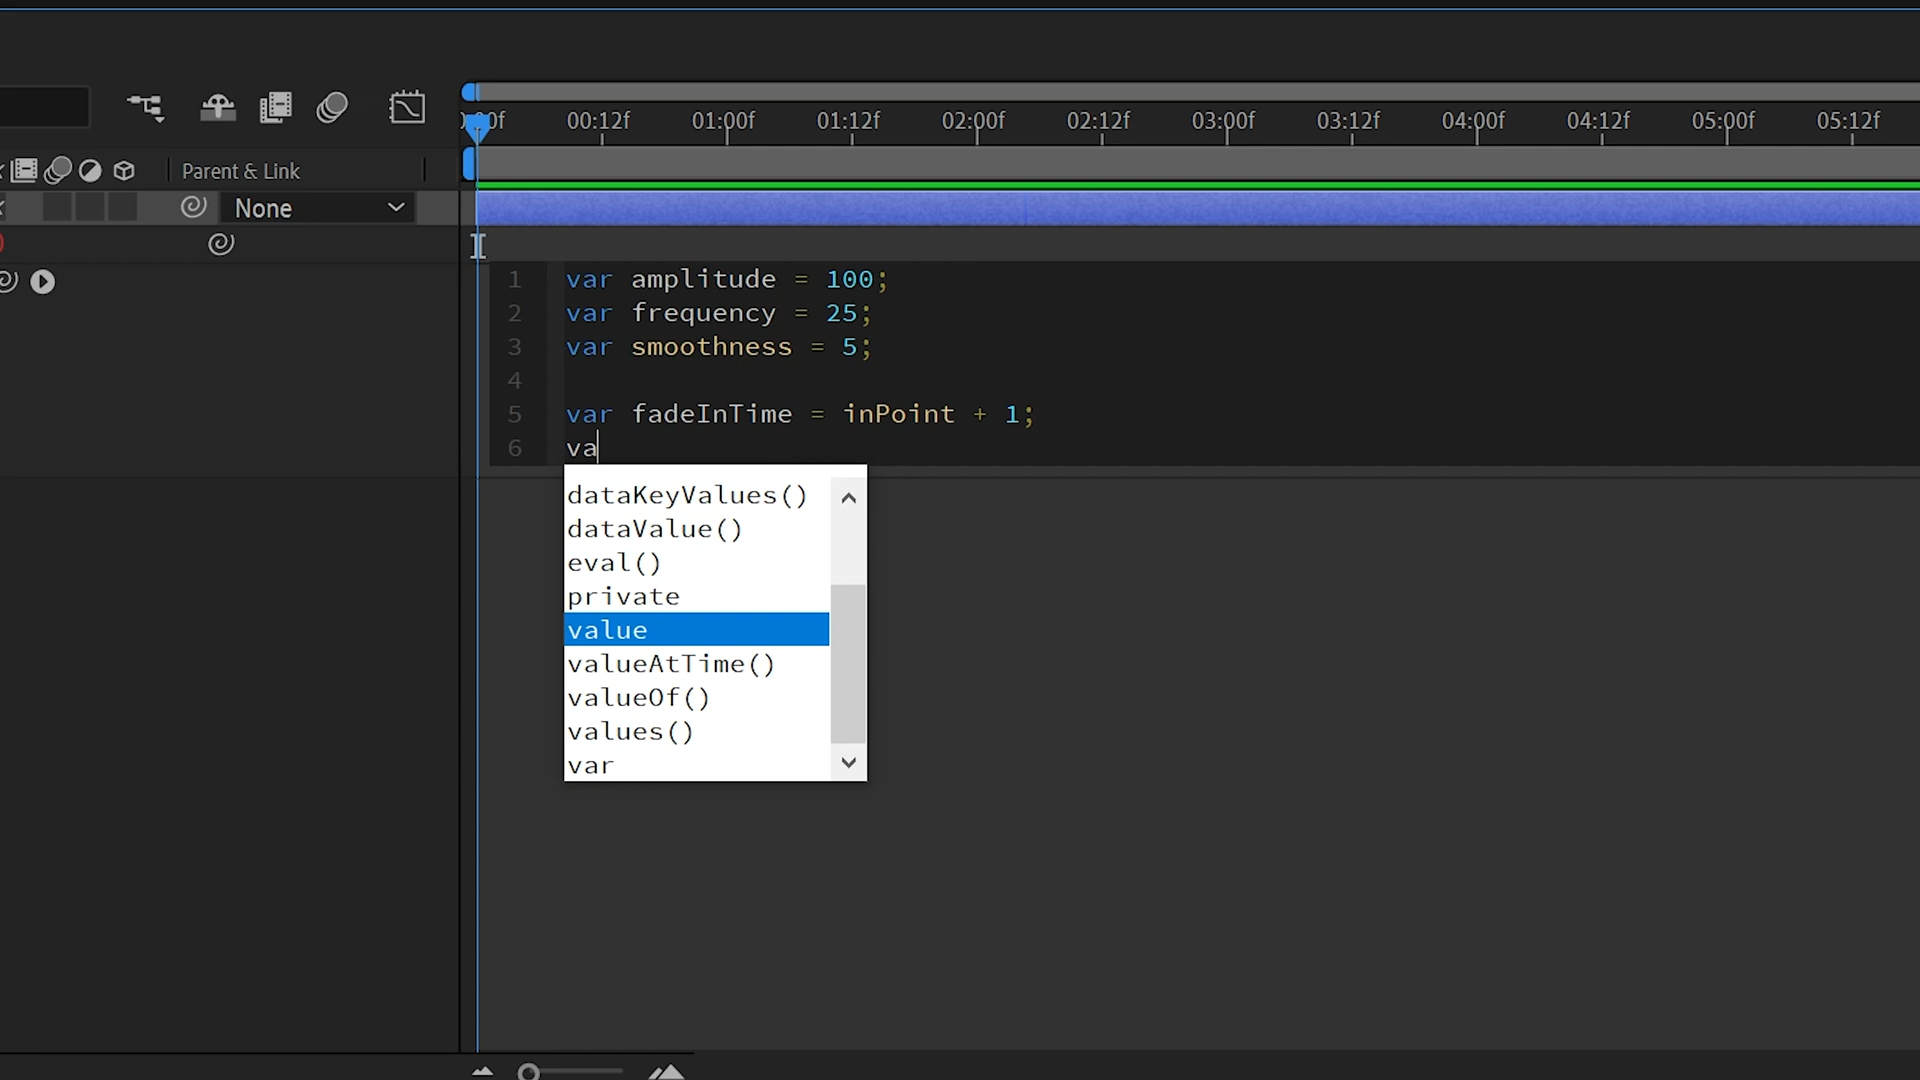 00:12f 01:00f 01:12f 02:00f 02:12f 03:00f 03:12f 04:00f 04:12f 05:00f 05:12f
Parent & Link
None
1 var amplitude = 100;
2 var frequency = 25;
3 var smoothness = 5;
4
5 var fadeInTime = inPoint + 1;
6 va
dataKeyValues()
dataValue()
eval()
private
value
valueAtTime()
valueOf()
values()
var